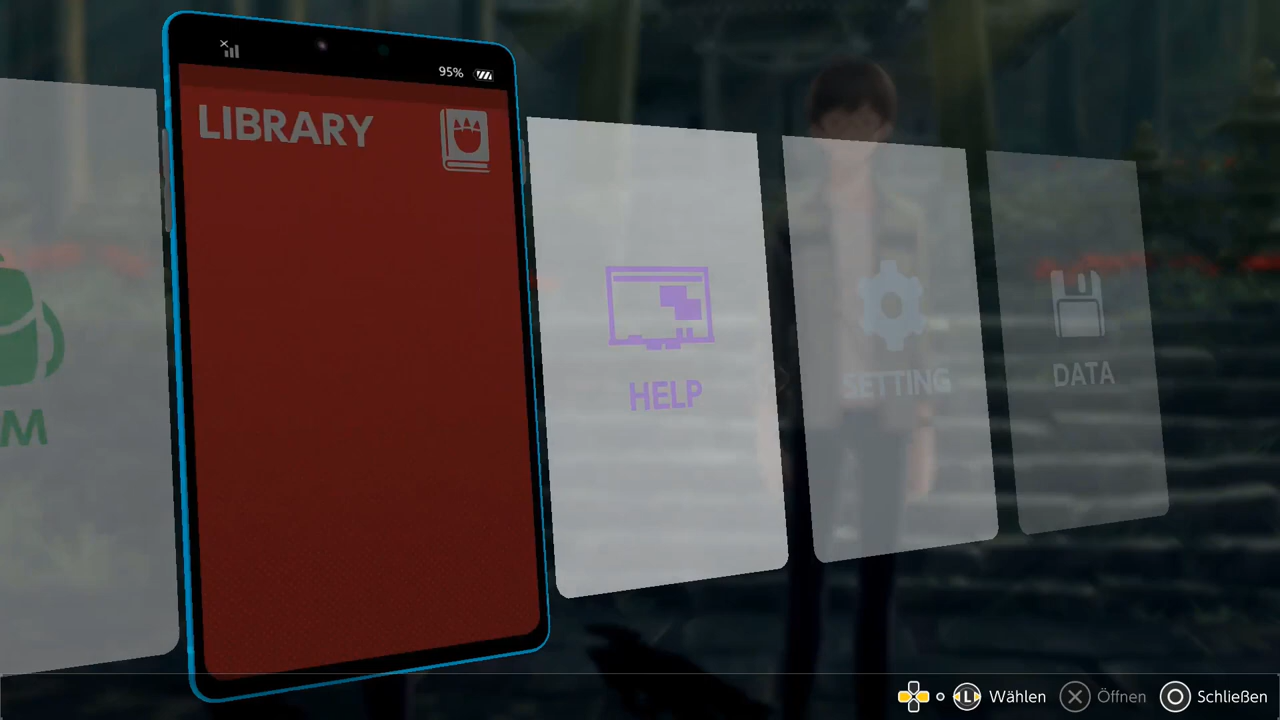 95%
LIBRARY
M
HELP
SETTING
DATA
L Wählen Öffnen Schließen